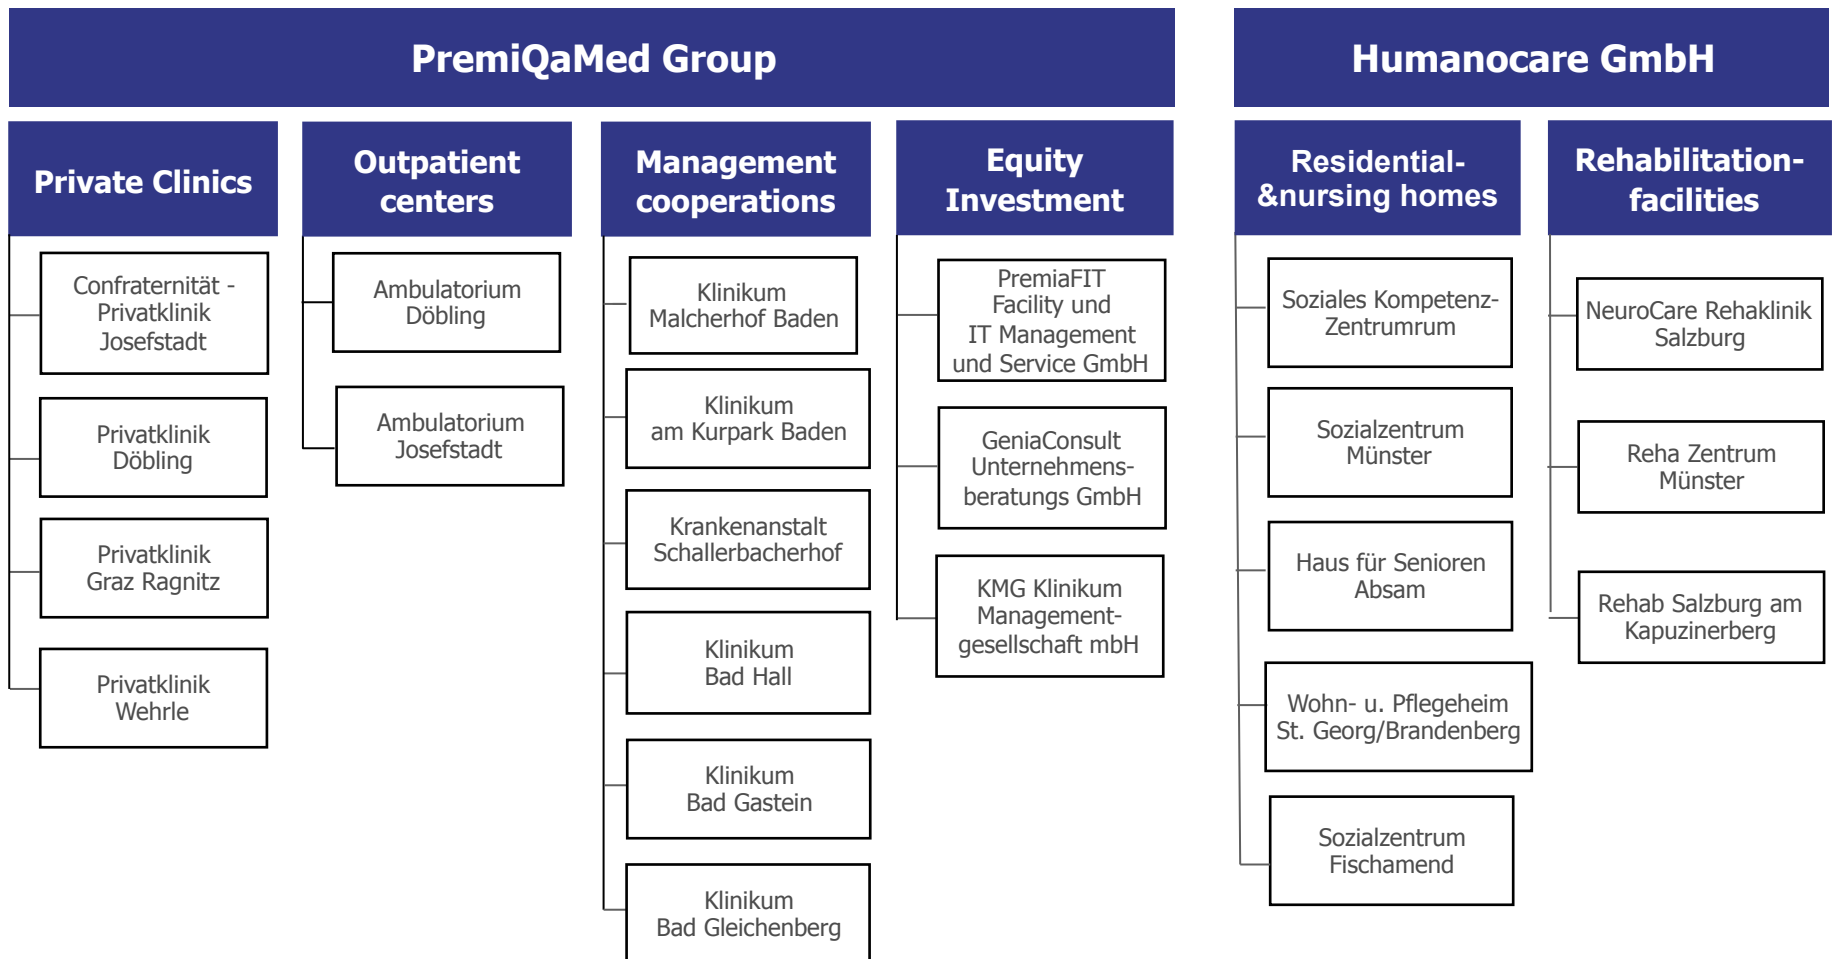 PremiQaMed Group
Private Clinics
Confraternität -
Privatklinik
Josefstadt
Privatklinik
Döbling
Privatklinik
Graz Ragnitz
Privatklinik
Wehrle
Outpatient
centers
Ambulatorium
Döbling
Ambulatorium
Josefstadt
Management
cooperations
Klinikum
Malcherhof Baden
Klinikum
am Kurpark Baden
Krankenanstalt
Schallerbacherhof
Klinikum
Bad Hall
Klinikum
Bad Gastein
Klinikum
Bad Gleichenberg
Equity
Investment
PremiaFIT
Facility und
IT Management
und Service GmbH
GeniaConsult
Unternehmens-
beratungs GmbH
KMG Klinikum
Management-
gesellschaft mbH
Humanocare GmbH
Residential-
&nursing homes
Soziales Kompetenz-
Zentrumrum
Sozialzentrum
Münster
Haus für Senioren
Absam
Wohn- u. Pflegeheim
St. Georg/Brandenberg
Sozialzentrum
Fischamend
Rehabilitation-
facilities
NeuroCare Rehaklinik
Salzburg
Reha Zentrum
Münster
Rehab Salzburg am
Kapuzinerberg